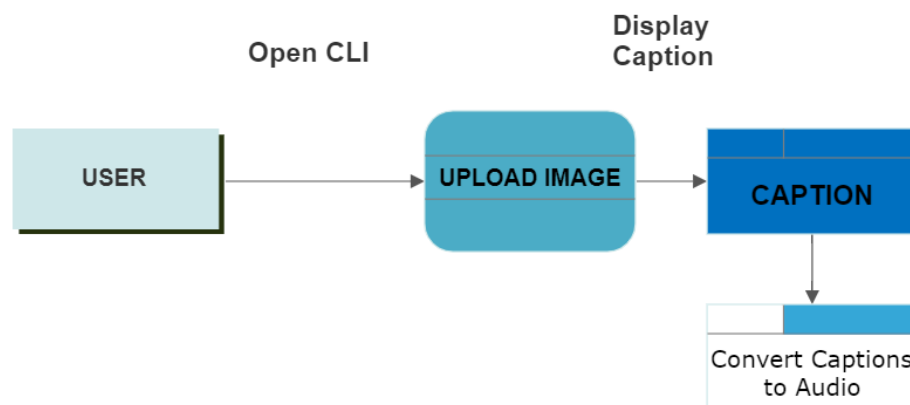 Open CLI
Display
Caption
USER
UPLOAD IMAGE
CAPTION
Convert Captions
to Audio